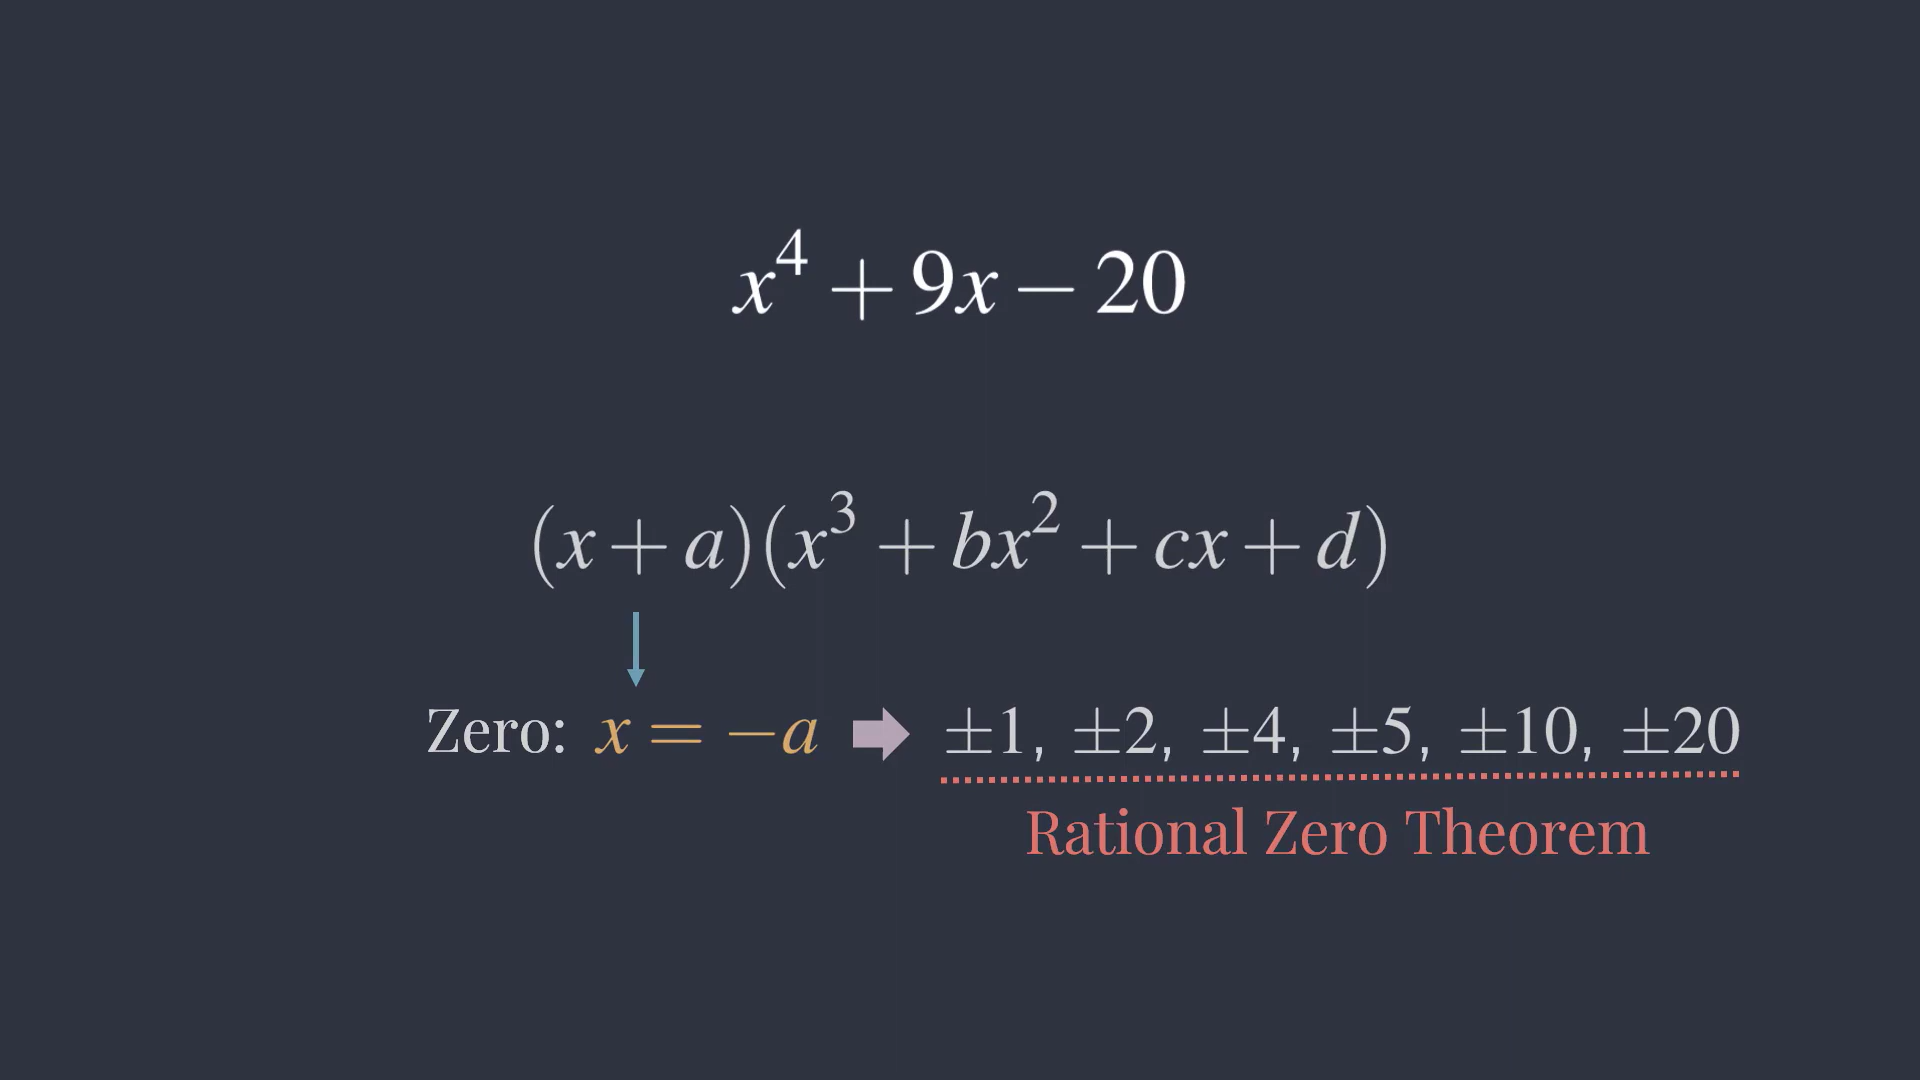 x⁴ + 9x − 20
(x + a)(x³ + bx² + cx + d)
Zero: x = −a ±1, ±2, ±4, ±5, ±10, ±20
Rational Zero Theorem